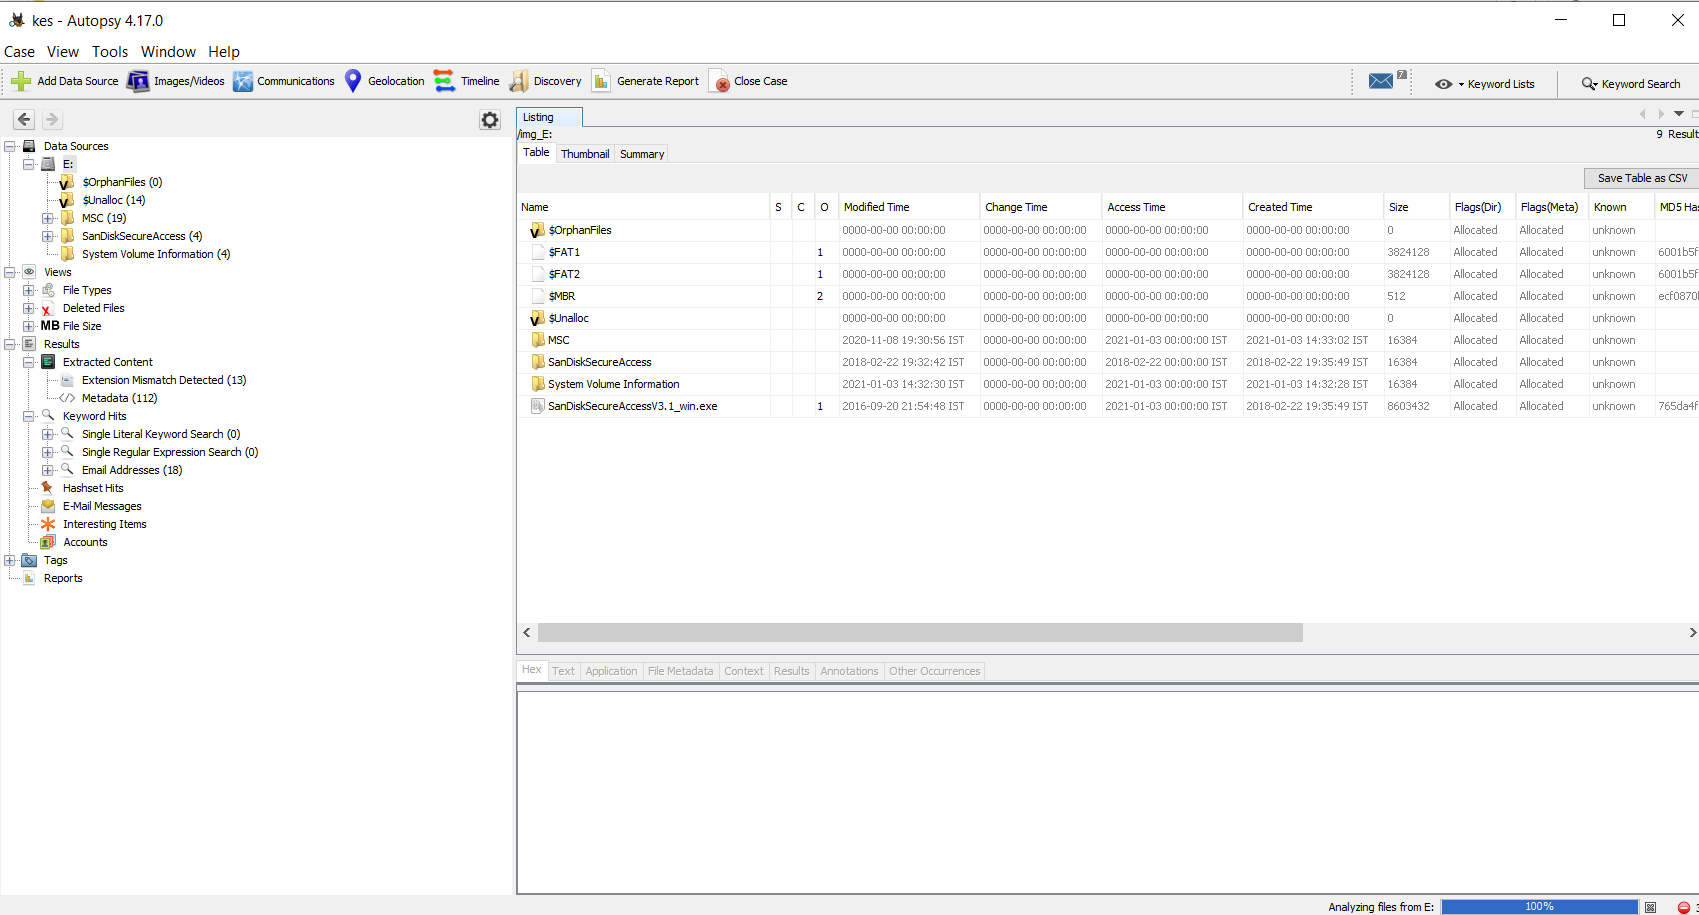 kes - Autopsy 4.17.0
Case View Tools Window Help
Add Data Source Images/Videos Communications Geolocation Timeline Discovery Generate Report Close Case 7 Keyword Lists Keyword Search
Data Sources
E:
$OrphanFiles (0)
$Unalloc (14)
MSC (19)
SanDiskSecureAccess (4)
System Volume Information (4)
Views
File Types
Deleted Files
MB File Size
Results
Extracted Content
Extension Mismatch Detected (13)
Metadata (112)
Keyword Hits
Single Literal Keyword Search (0)
Single Regular Expression Search (0)
Email Addresses (18)
Hashset Hits
E-Mail Messages
Interesting Items
Accounts
Tags
Reports
Listing
/img_E:
9 Result
Table Thumbnail Summary
Save Table as CSV
Name S C O Modified Time Change Time Access Time Created Time Size Flags(Dir) Flags(Meta) Known MD5 Has
$OrphanFiles 0000-00-00 00:00:00 0000-00-00 00:00:00 0000-00-00 00:00:00 0000-00-00 00:00:00 0 Allocated Allocated unknown
$FAT1 1 0000-00-00 00:00:00 0000-00-00 00:00:00 0000-00-00 00:00:00 0000-00-00 00:00:00 3824128 Allocated Allocated unknown 6001b5f
$FAT2 1 0000-00-00 00:00:00 0000-00-00 00:00:00 0000-00-00 00:00:00 0000-00-00 00:00:00 3824128 Allocated Allocated unknown 6001b5f
$MBR 2 0000-00-00 00:00:00 0000-00-00 00:00:00 0000-00-00 00:00:00 0000-00-00 00:00:00 512 Allocated Allocated unknown ecf0870
$Unalloc 0000-00-00 00:00:00 0000-00-00 00:00:00 0000-00-00 00:00:00 0000-00-00 00:00:00 0 Allocated Allocated unknown
MSC 2020-11-08 19:30:56 IST 0000-00-00 00:00:00 2021-01-03 00:00:00 IST 2021-01-03 14:33:02 IST 16384 Allocated Allocated unknown
SanDiskSecureAccess 2018-02-22 19:32:42 IST 0000-00-00 00:00:00 2018-02-22 00:00:00 IST 2018-02-22 19:35:49 IST 16384 Allocated Allocated unknown
System Volume Information 2021-01-03 14:32:30 IST 0000-00-00 00:00:00 2021-01-03 00:00:00 IST 2021-01-03 14:32:28 IST 16384 Allocated Allocated unknown
SanDiskSecureAccessV3.1_win.exe 1 2016-09-20 21:54:48 IST 0000-00-00 00:00:00 2021-01-03 00:00:00 IST 2018-02-22 19:35:49 IST 8603432 Allocated Allocated unknown 765da4f
Hex Text Application File Metadata Context Results Annotations Other Occurrences
Analyzing files from E: 100%